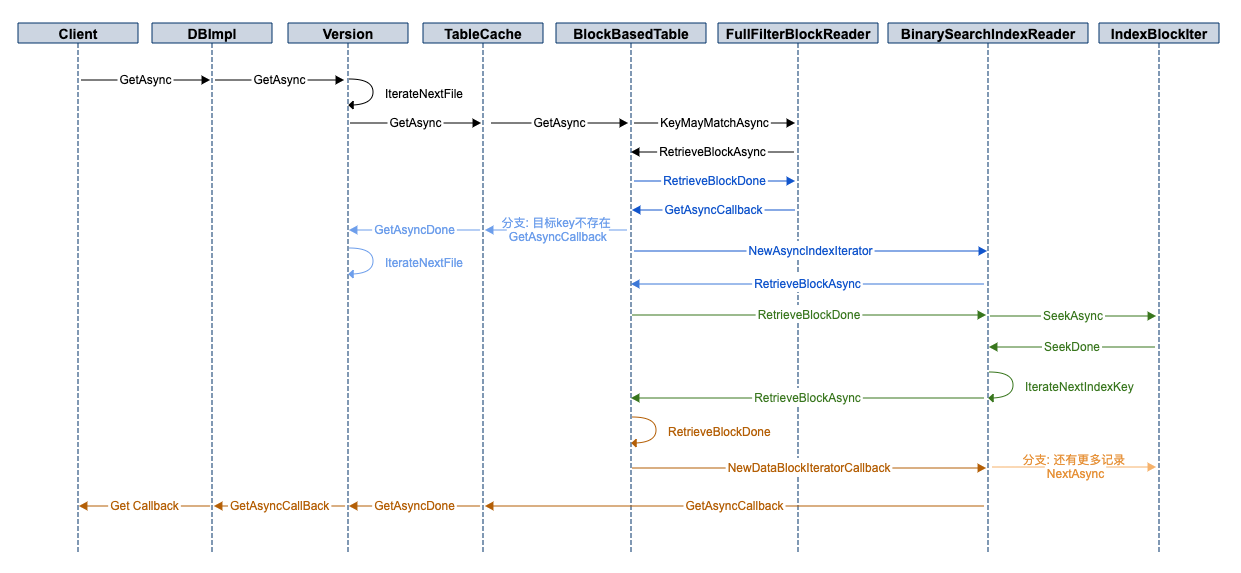 Client
DBImpl
Version
TableCache
BlockBasedTable
FullFilterBlockReader
BinarySearchIndexReader
IndexBlockIter
GetAsync
GetAsync
IterateNextFile
GetAsync
GetAsync
KeyMayMatchAsync
RetrieveBlockAsync
RetrieveBlockDone
GetAsyncCallback
GetAsyncDone
分支: 目标key不存在
GetAsyncCallback
NewAsyncIndexIterator
IterateNextFile
RetrieveBlockAsync
RetrieveBlockDone
SeekAsync
SeekDone
IterateNextIndexKey
RetrieveBlockAsync
RetrieveBlockDone
NewDataBlockIteratorCallback
分支: 还有更多记录
NextAsync
Get Callback
GetAsyncCallBack
GetAsyncDone
GetAsyncCallback